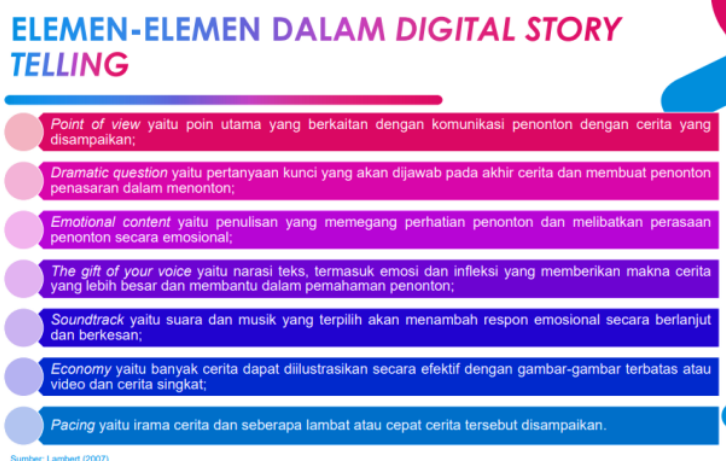 ELEMEN-ELEMEN DALAM DIGITAL STORY
TELLING
Point of view yaitu poin utama yang berkaitan dengan komunikasi penonton dengan cerita yang
disampaikan;
Dramatic question yaitu pertanyaan kunci yang akan dijawab pada akhir cerita dan membuat penonton
penasaran dalam menonton;
Emotional content yaitu penulisan yang memegang perhatian penonton dan melibatkan perasaan
penonton secara emosional;
The gift of your voice yaitu narasi teks, termasuk emosi dan infleksi yang memberikan makna cerita
yang lebih besar dan membantu dalam pemahaman penonton;
Soundtrack yaitu suara dan musik yang terpilih akan menambah respon emosional secara berlanjut
dan berkesan;
Economy yaitu banyak cerita dapat diilustrasikan secara efektif dengan gambar-gambar terbatas atau
video dan cerita singkat;
Pacing yaitu irama cerita dan seberapa lambat atau cepat cerita tersebut disampaikan.
Sumber: Lambert (2007)